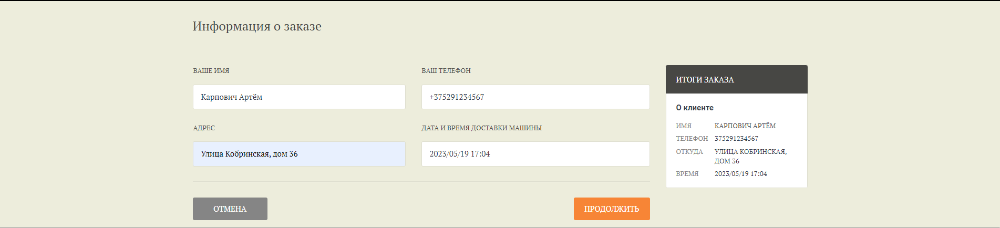 Информация о заказе
ВАШЕ ИМЯ
ВАШ ТЕЛЕФОН
Карпович Артём
+375291234567
АДРЕС
ДАТА И ВРЕМЯ ДОСТАВКИ МАШИНЫ
Улица Кобринская, дом 36
2023/05/19 17:04
ОТМЕНА
ПРОДОЛЖИТЬ
ИТОГИ ЗАКАЗА
О клиенте
ИМЯ КАРПОВИЧ АРТЁМ
ТЕЛЕФОН 375291234567
ОТКУДА УЛИЦА КОБРИНСКАЯ,
ДОМ 36
ВРЕМЯ 2023/05/19 17:04